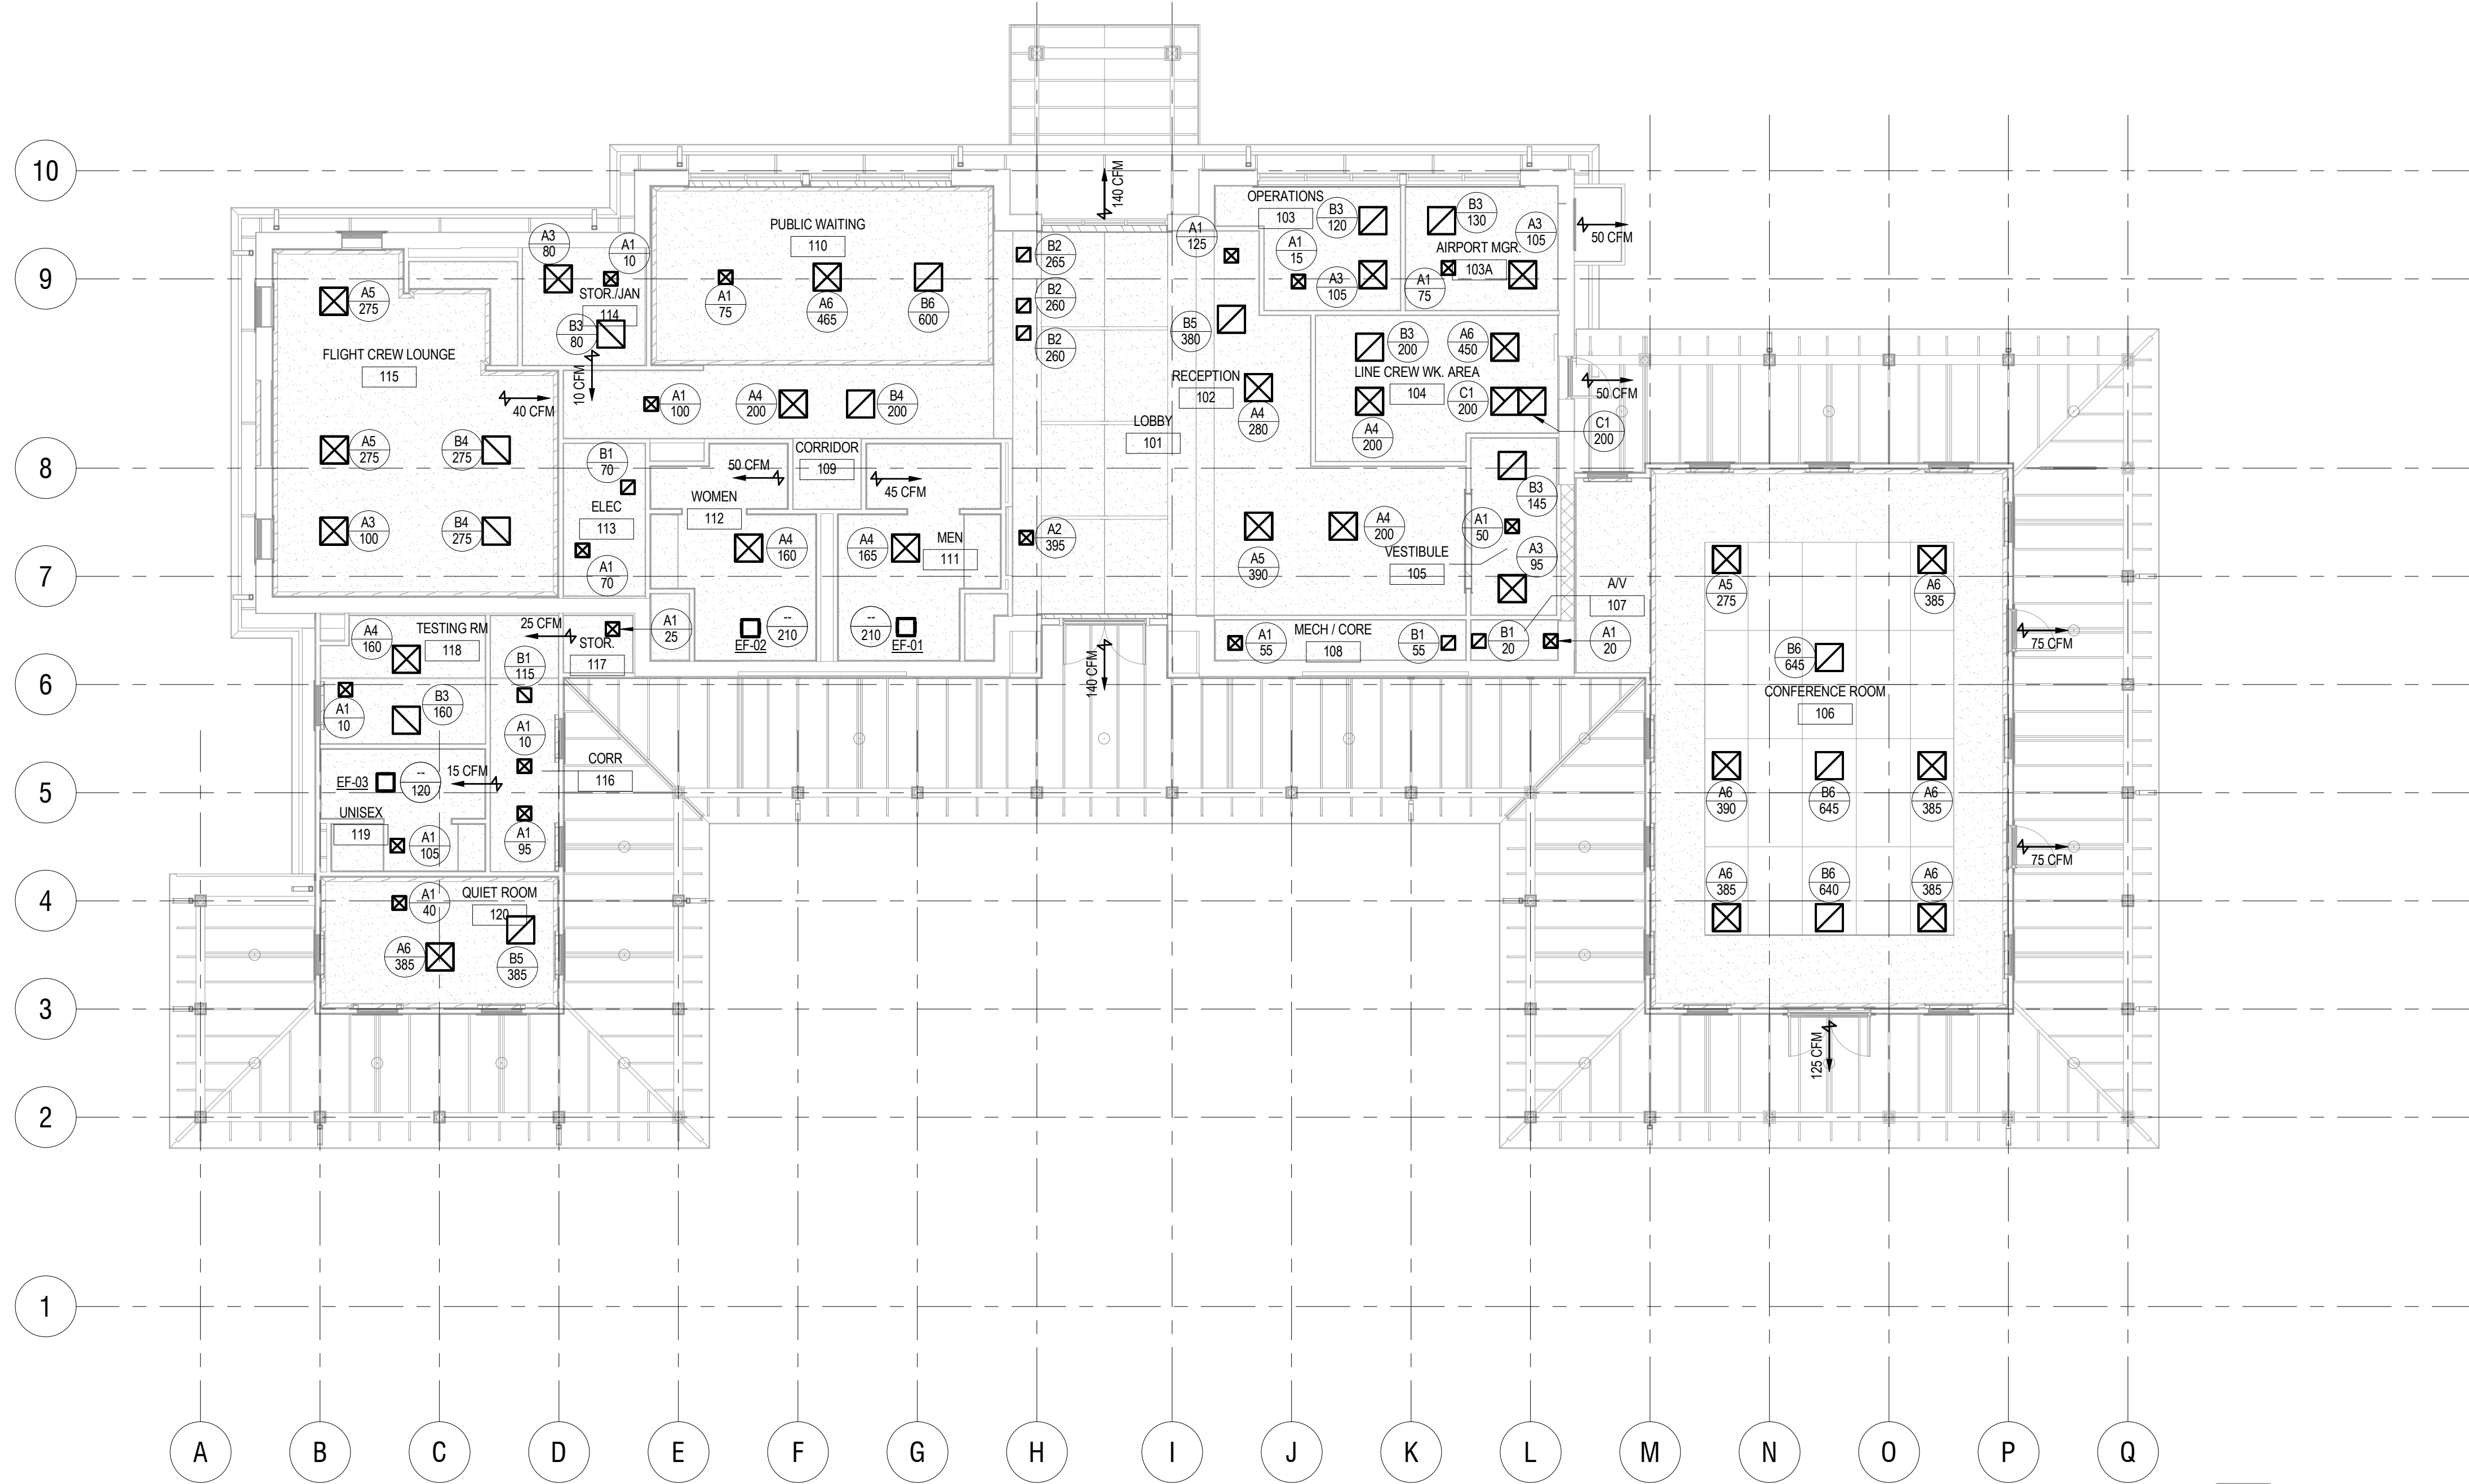 10
9
8
7
6
5
4
3
2
1
140 CFM
OPERATIONS
103
B3
120
B3
130
A3
105
50 CFM
AIRPORT MGR.
103A
A1
75
A1
125
A1
15
A3
105
PUBLIC WAITING
110
A1
75
A6
465
B6
600
A3
80
A1
10
STOR./JAN
114
B3
80
10 CFM
B2
265
B2
260
B2
260
A5
275
FLIGHT CREW LOUNGE
115
40 CFM
A5
275
B4
275
A3
100
B4
275
A1
100
A4
200
B4
200
B5
380
RECEPTION
102
A4
280
LOBBY
101
B3
200
A6
450
LINE CREW WK. AREA
104
C1
200
A4
200
50 CFM
C1
200
CORRIDOR
109
50 CFM
45 CFM
B1
70
ELEC
113
A1
70
WOMEN
112
A4
160
A4
165
MEN
111
A2
395
A5
390
A4
200
B3
145
A1
50
VESTIBULE
105
A3
95
A/V
107
A1
20
B1
20
MECH / CORE
108
A1
55
B1
55
EF-02
--
210
--
210
EF-01
A1
25
25 CFM
STOR.
117
TESTING RM
118
A4
160
B1
115
A1
10
B3
160
A1
10
CORR
116
EF-03
--
120
15 CFM
UNISEX
119
A1
105
A1
95
QUIET ROOM
120
A1
40
A6
385
B5
385
140 CFM
A5
275
A6
385
B6
645
CONFERENCE ROOM
106
75 CFM
A6
390
B6
645
A6
385
75 CFM
A6
385
B6
640
A6
385
125 CFM
A
B
C
D
E
F
G
H
I
J
K
L
M
N
O
P
Q